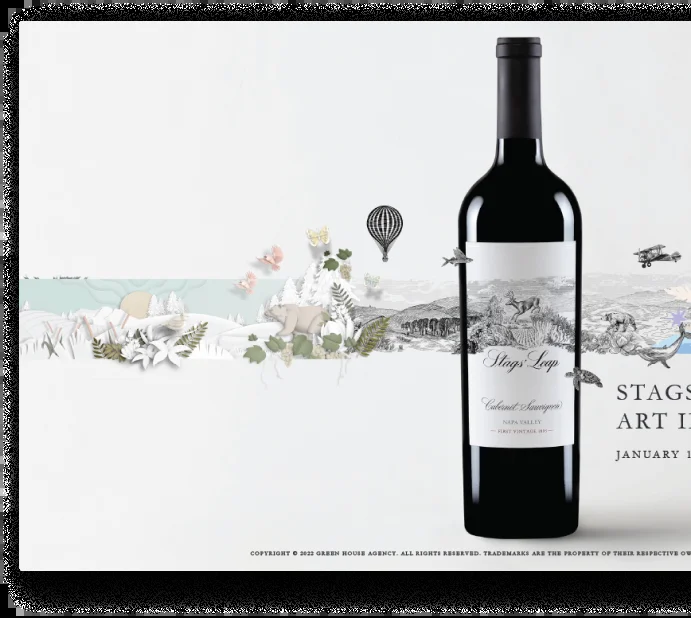 Stags' Leap
Cabernet Sauvignon
NAPA VALLEY
STAGS
ART I
JANUARY 1
COPYRIGHT © 2022 GREEN HOUSE AGENCY. ALL RIGHTS RESERVED. TRADEMARKS ARE THE PROPERTY OF THEIR RESPECTIVE OW